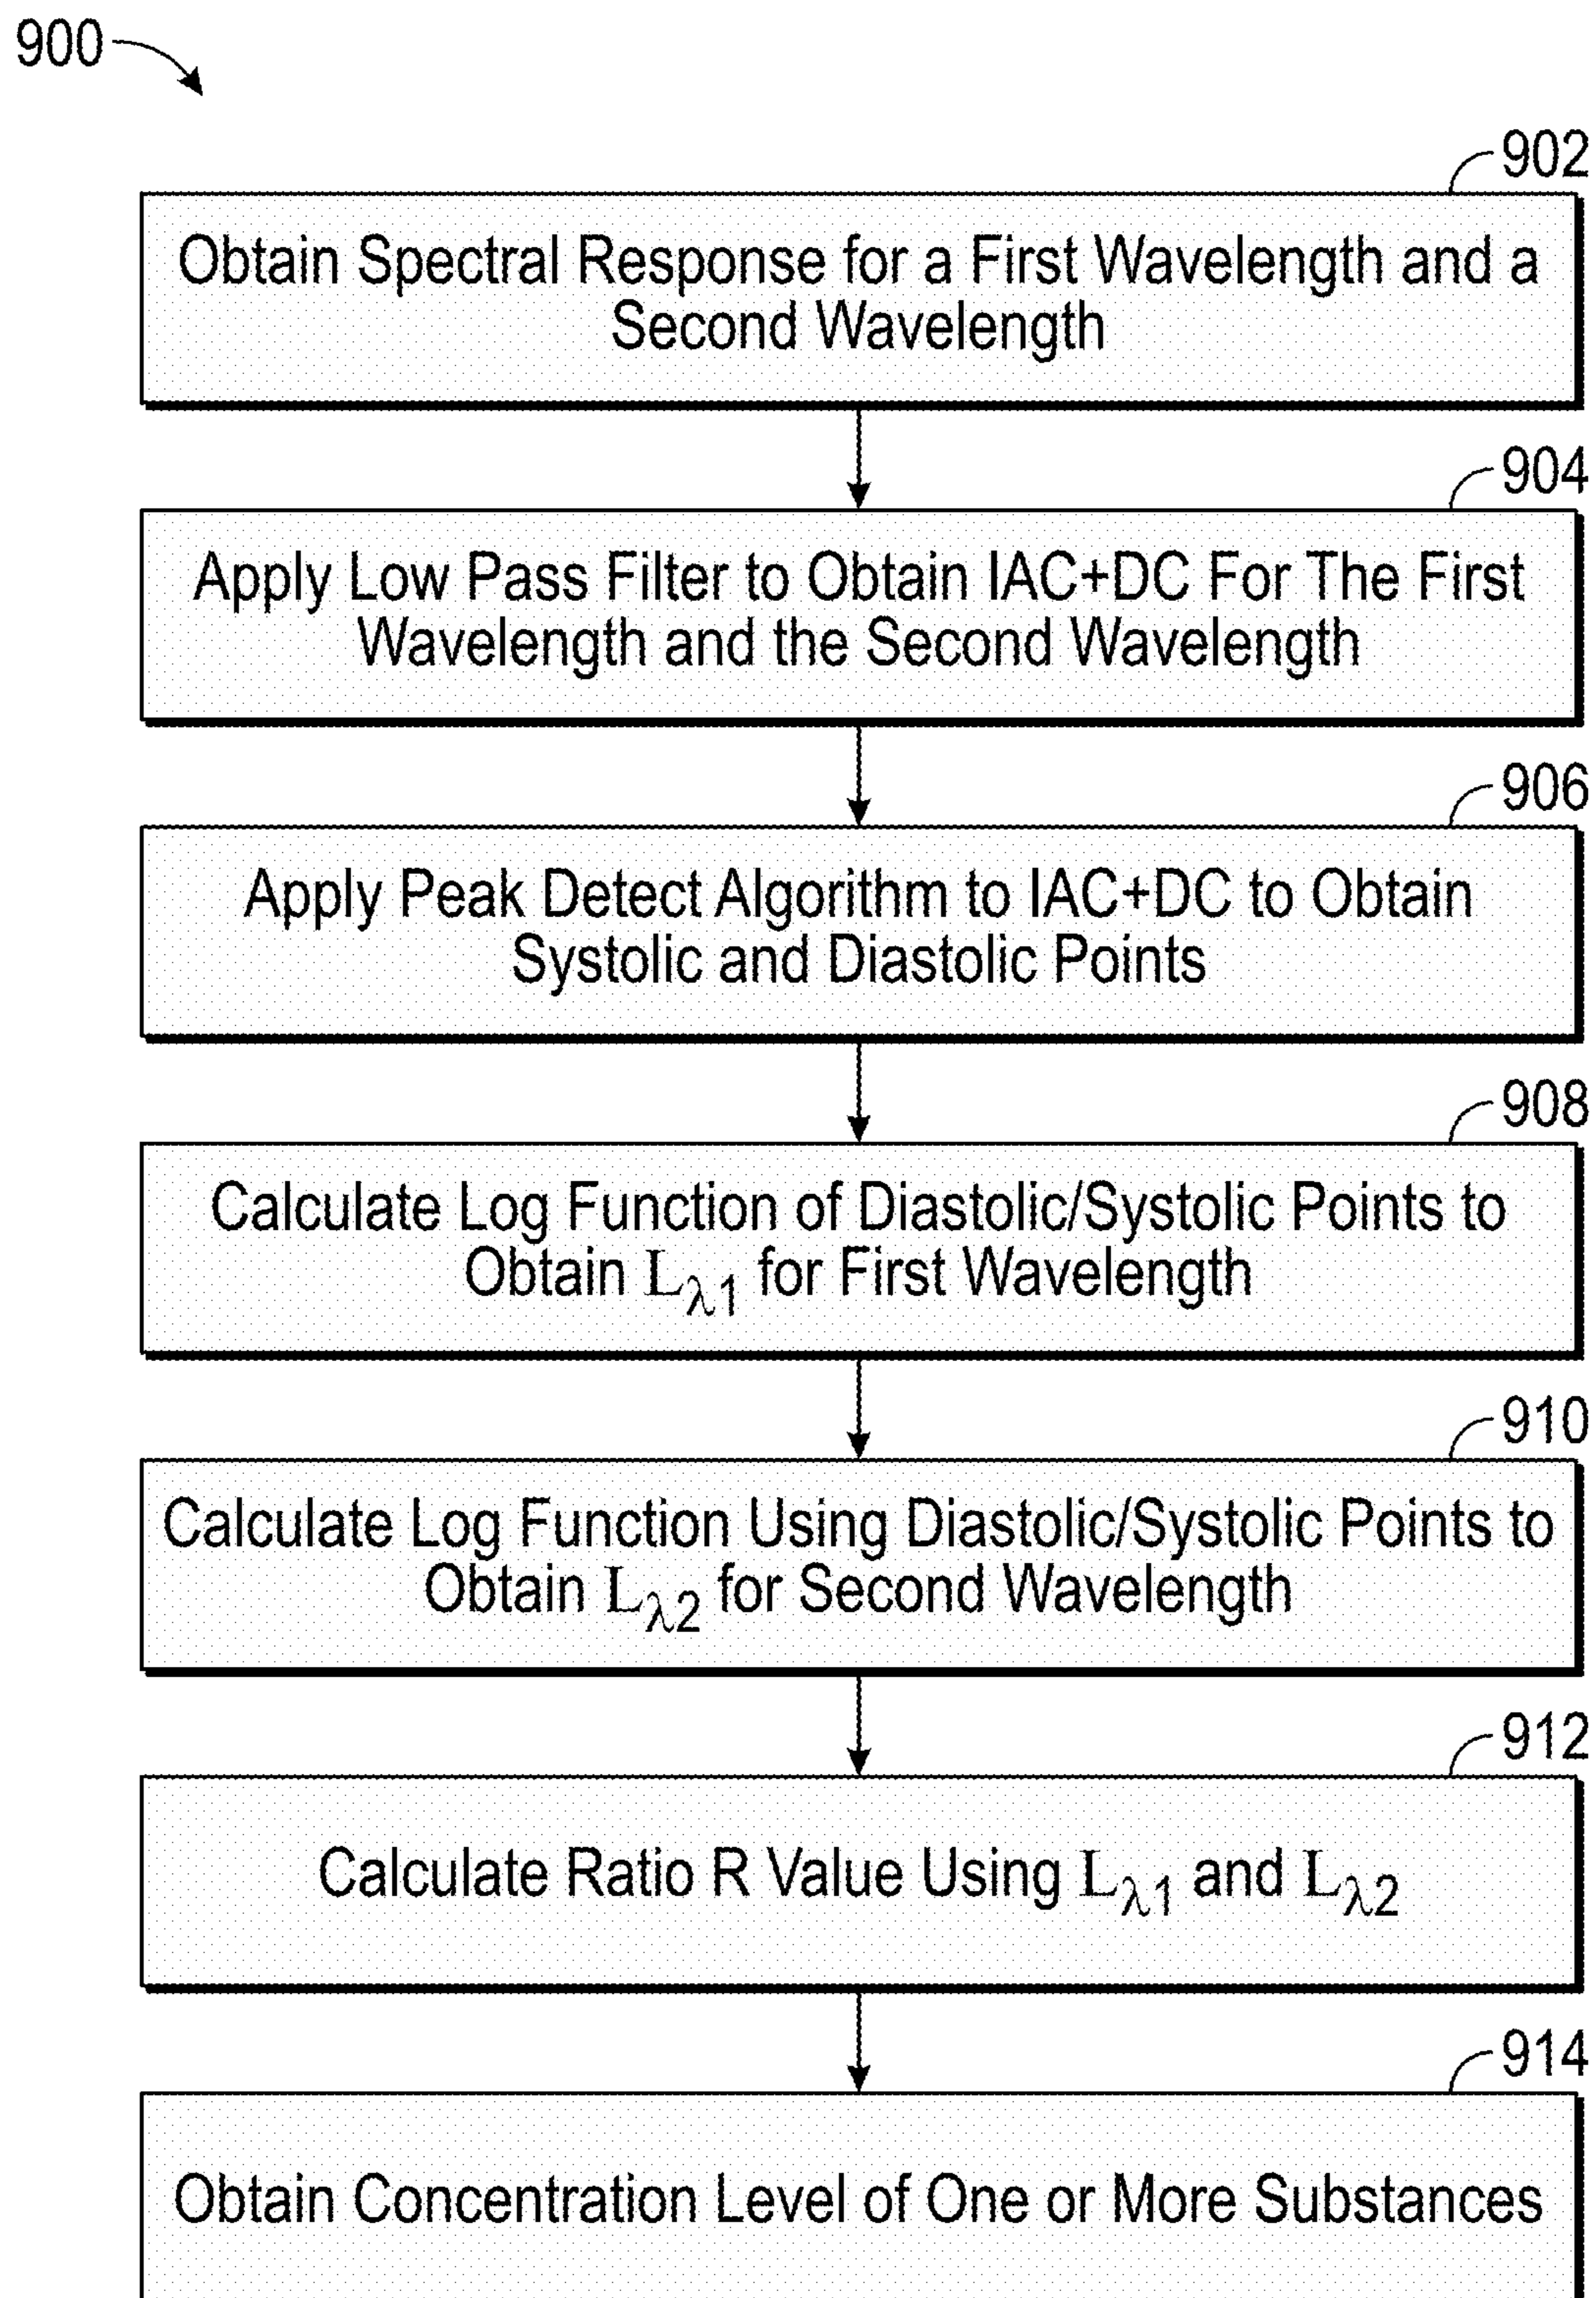 900
902
Obtain Spectral Response for a First Wavelength and a
Second Wavelength
904
Apply Low Pass Filter to Obtain IAC+DC For The First
Wavelength and the Second Wavelength
906
Apply Peak Detect Algorithm to IAC+DC to Obtain
Systolic and Diastolic Points
908
Calculate Log Function of Diastolic/Systolic Points to
Obtain Lλ1 for First Wavelength
910
Calculate Log Function Using Diastolic/Systolic Points to
Obtain Lλ2 for Second Wavelength
912
Calculate Ratio R Value Using Lλ1 and Lλ2
914
Obtain Concentration Level of One or More Substances